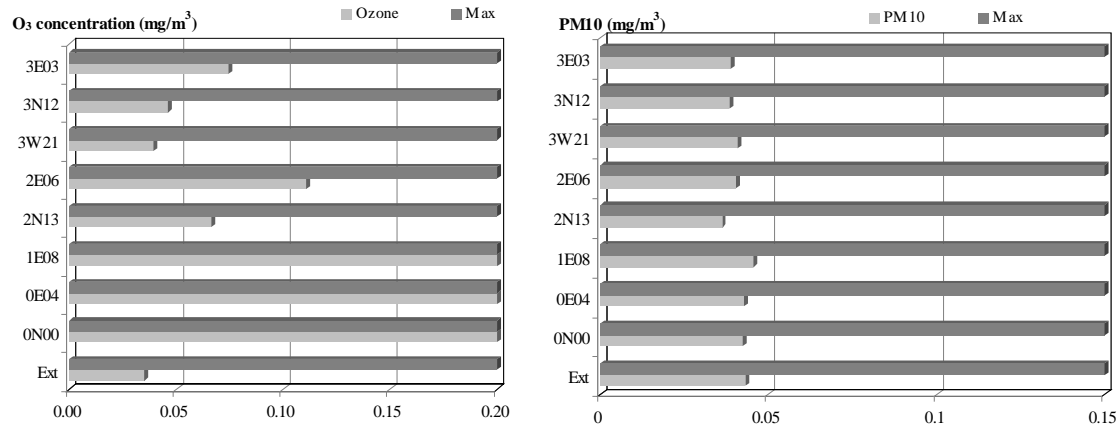 O₃ concentration (mg/m³)
Ozone
Max
3E03
3N12
3W21
2E06
2N13
1E08
0E04
0N00
Ext
0.00
0.05
0.10
0.15
0.20
PM10 (mg/m³)
PM10
Max
3E03
3N12
3W21
2E06
2N13
1E08
0E04
0N00
Ext
0
0.05
0.1
0.15